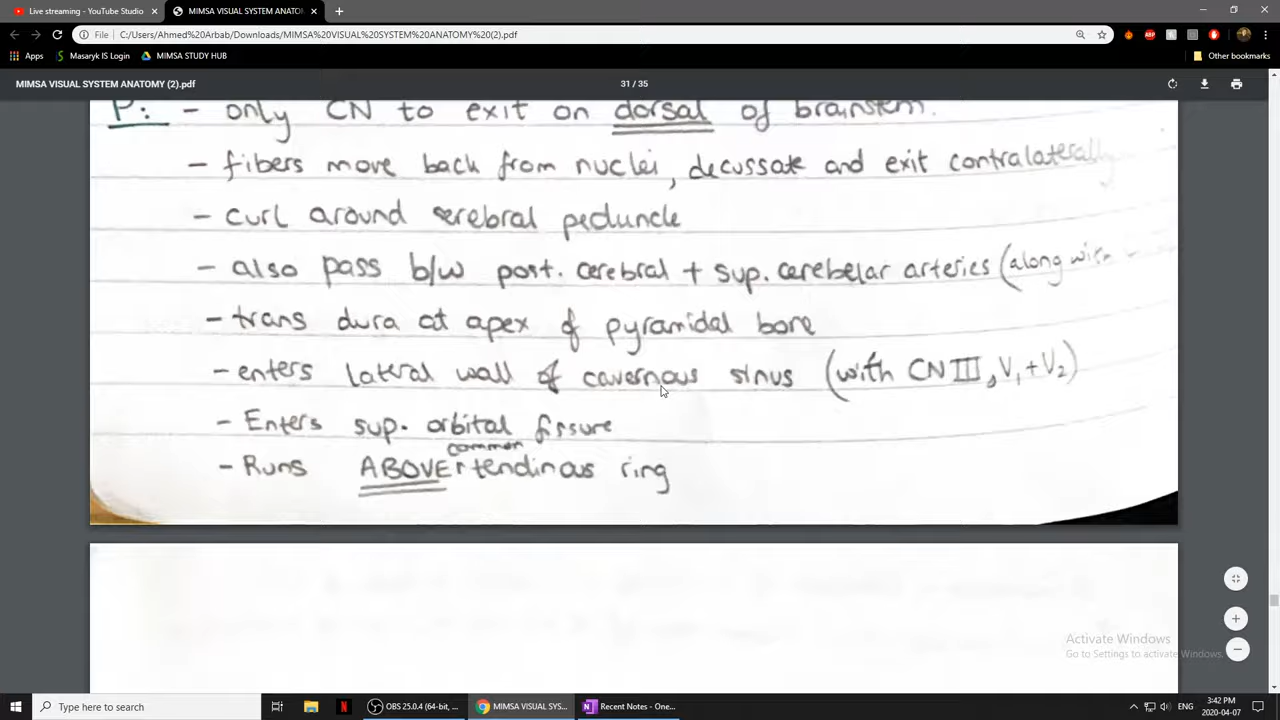 Live streaming - YouTube Studio
MIMSA VISUAL SYSTEM ANATOM
File
C:/Users/Ahmed%20Arbab/Downloads/MIMSA%20VISUAL%20SYSTEM%20ANATOMY%20(2).pdf
Apps
Masaryk IS Login
MIMSA STUDY HUB
Other bookmarks
MIMSA VISUAL SYSTEM ANATOMY (2).pdf
31 / 35
P: - only CN to exit on dorsal of brainstem.
- fibers move back from nuclei, decussate and exit contralaterally
- curl around serebral peduncle
- also pass b/w post. cerebral + sup. cerebelar arteries (along with
- trans dura at apex of pyramidal bone
- enters lateral wall of cavernous sinus (with CN III, V1 + V2)
- Enters sup. orbital fissure
common
- Runs ABOVE tendinous ring
Activate Windows
Go to Settings to activate Windows.
Type here to search
OBS 25.0.4 (64-bit, ...
MIMSA VISUAL SYS...
Recent Notes - One...
ENG
3:42 PM
2020-04-07